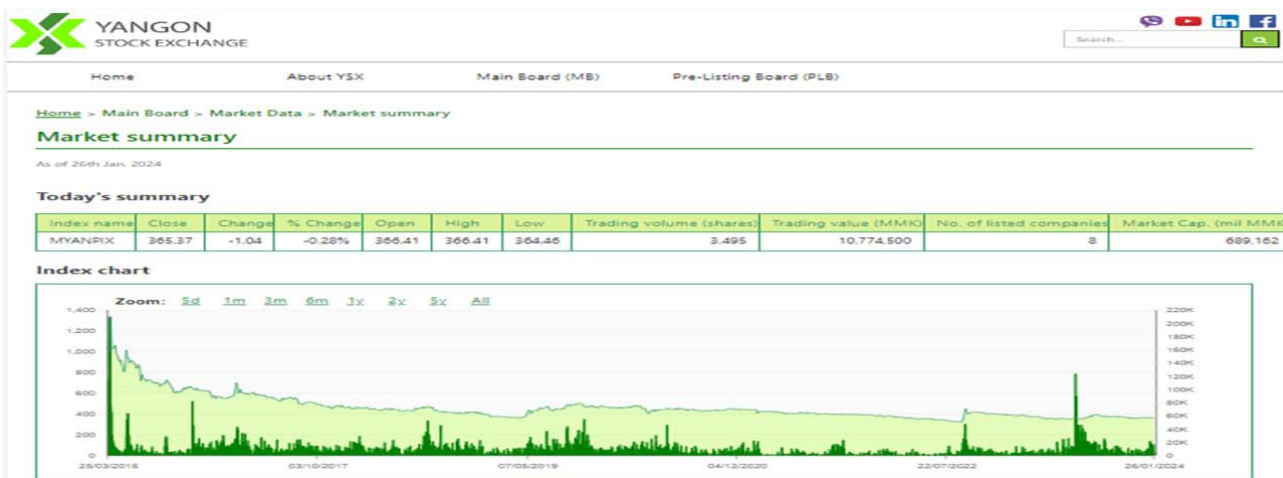 YANGON
STOCK EXCHANGE
Search...
Home About YSX Main Board (MB) Pre-Listing Board (PLB)
Home > Main Board > Market Data > Market summary
Market summary
As of 26th Jan, 2024
Today's summary
Index name Close Change % Change Open High Low Trading volume (shares) Trading value (MMK) No. of listed companies Market Cap. (mil MMK
MYANPIX 365.37 -1.04 -0.28% 366.41 366.41 364.46 3,495 10,774,500 8 689,162
Index chart
Zoom: 5d 1m 3m 6m 1y 2y 5y All
1,400 220K
1,200 200K
180K
1,000 160K
140K
800 120K
600 100K
80K
400 60K
40K
200 20K
0 0
25/03/2016 03/10/2017 07/05/2019 04/12/2020 22/07/2022 26/01/2024